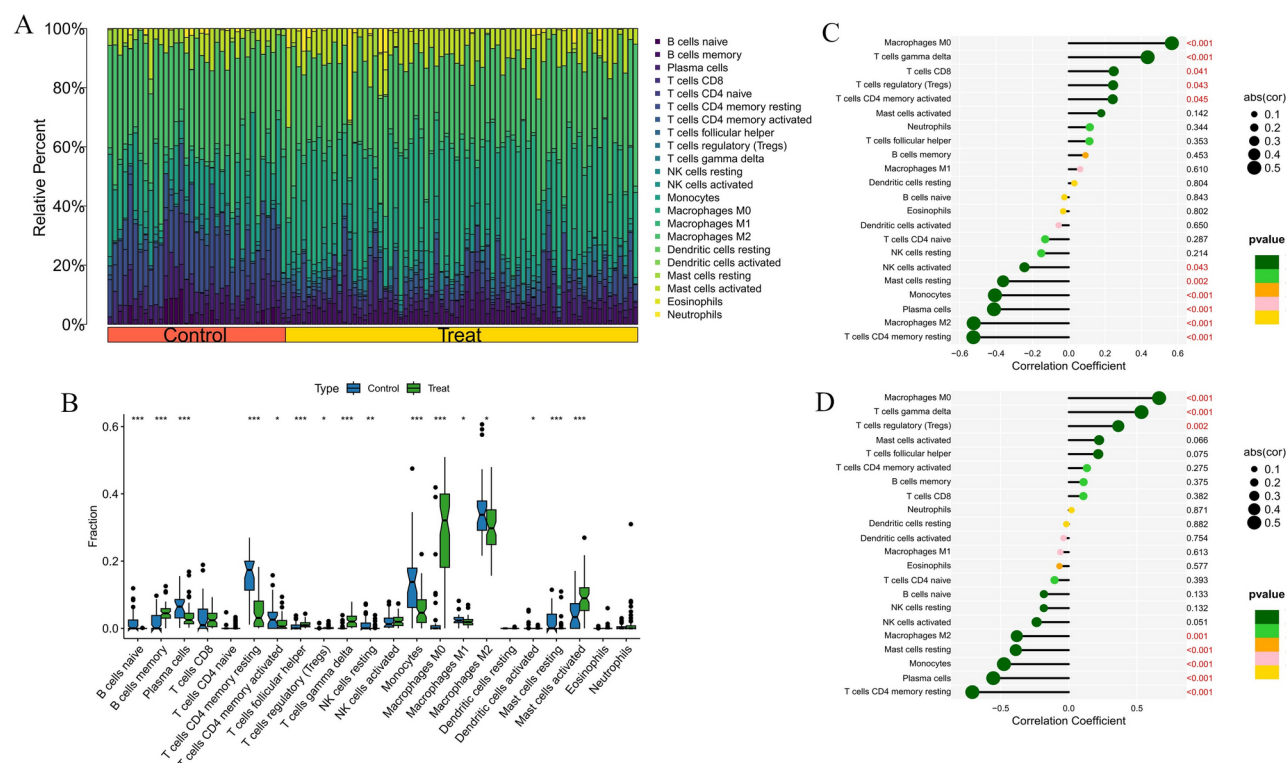 A
100%
80%
60%
40%
20%
0%
Relative Percent
Control
Treat
B cells naive
B cells memory
Plasma cells
T cells CD8
T cells CD4 naive
T cells CD4 memory resting
T cells CD4 memory activated
T cells follicular helper
T cells regulatory (Tregs)
T cells gamma delta
NK cells resting
NK cells activated
Monocytes
Macrophages M0
Macrophages M1
Macrophages M2
Dendritic cells resting
Dendritic cells activated
Mast cells resting
Mast cells activated
Eosinophils
Neutrophils
B
Type Control Treat
*** *** *** *** * *** * *** ** *** *** * * * *** ***
0.6
0.4
0.2
0.0
Fraction
B cells naive
B cells memory
Plasma cells
T cells CD8
T cells CD4 naive
T cells CD4 memory resting
T cells CD4 memory activated
T cells follicular helper
T cells regulatory (Tregs)
T cells gamma delta
NK cells resting
NK cells activated
Monocytes
Macrophages M0
Macrophages M1
Macrophages M2
Dendritic cells resting
Dendritic cells activated
Mast cells resting
Mast cells activated
Eosinophils
Neutrophils
C
Macrophages M0 <0.001
T cells gamma delta <0.001
T cells CD8 0.041
T cells regulatory (Tregs) 0.043
T cells CD4 memory activated 0.045
Mast cells activated 0.142
Neutrophils 0.344
T cells follicular helper 0.353
B cells memory 0.453
Macrophages M1 0.610
Dendritic cells resting 0.804
B cells naive 0.843
Eosinophils 0.802
Dendritic cells activated 0.650
T cells CD4 naive 0.287
NK cells resting 0.214
NK cells activated 0.043
Mast cells resting 0.002
Monocytes <0.001
Plasma cells <0.001
Macrophages M2 <0.001
T cells CD4 memory resting <0.001
−0.6 −0.4 −0.2 0.0 0.2 0.4 0.6
Correlation Coefficient
abs(cor)
0.1
0.2
0.3
0.4
0.5
pvalue
D
Macrophages M0 <0.001
T cells gamma delta <0.001
T cells regulatory (Tregs) 0.002
Mast cells activated 0.066
T cells follicular helper 0.075
T cells CD4 memory activated 0.275
B cells memory 0.375
T cells CD8 0.382
Neutrophils 0.871
Dendritic cells resting 0.882
Dendritic cells activated 0.754
Macrophages M1 0.613
Eosinophils 0.577
T cells CD4 naive 0.393
B cells naive 0.133
NK cells resting 0.132
NK cells activated 0.051
Macrophages M2 0.001
Mast cells resting <0.001
Monocytes <0.001
Plasma cells <0.001
T cells CD4 memory resting <0.001
−0.5 0.0 0.5
Correlation Coefficient
abs(cor)
0.1
0.2
0.3
0.4
0.5
pvalue